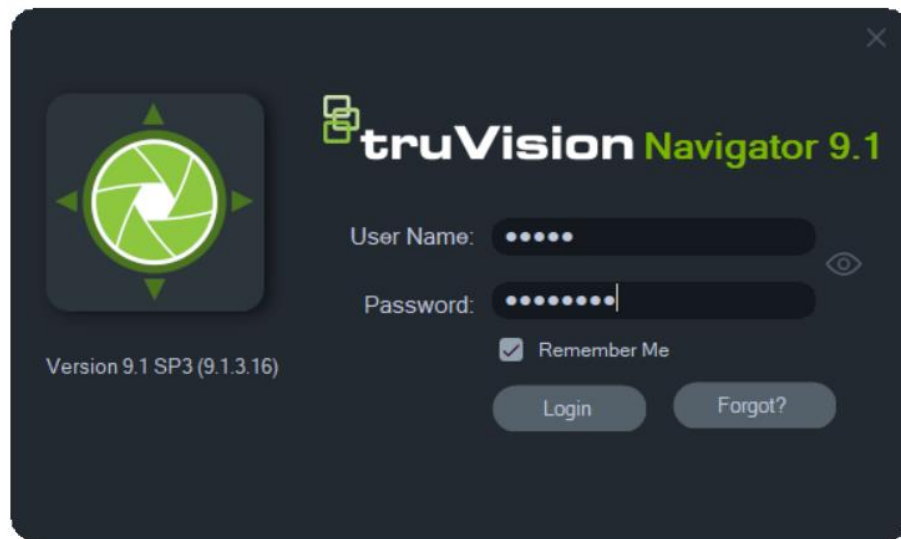 truVision Navigator 9.1
User Name: •••••
Password: ••••••••
Remember Me
Version 9.1 SP3 (9.1.3.16)
Login Forgot?